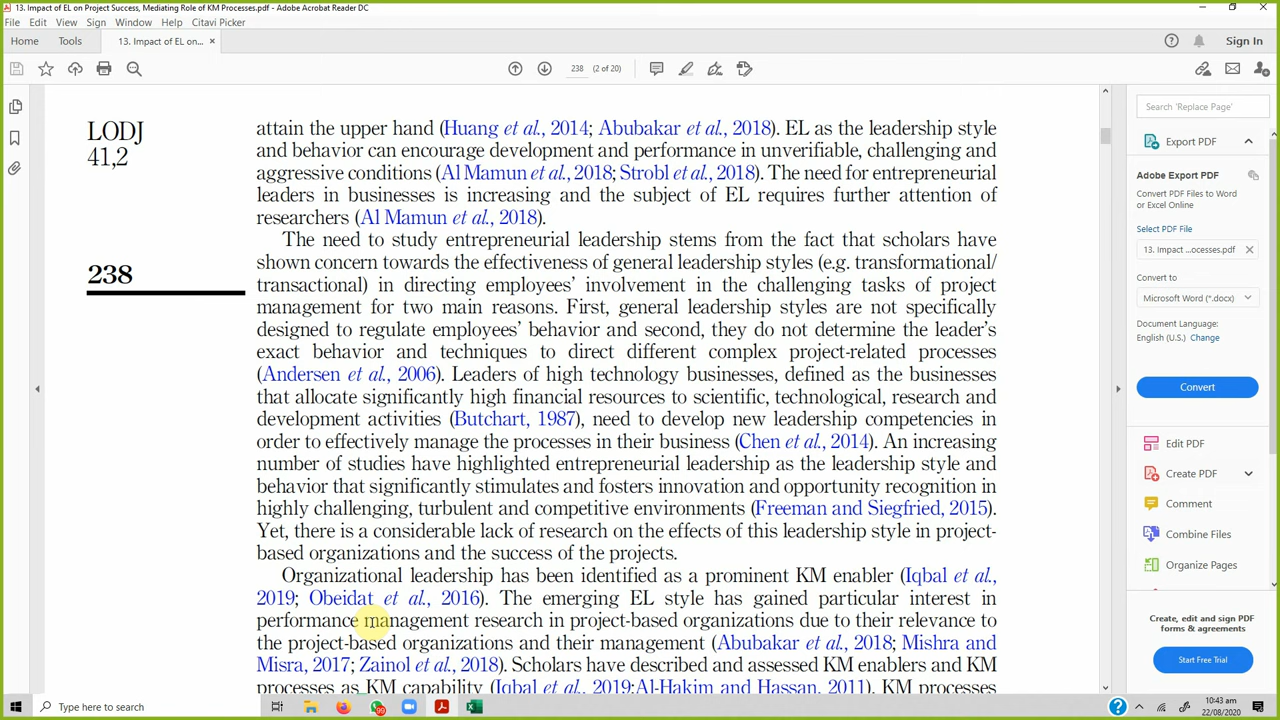 13. Impact of EL on Project Success, Mediating Role of KM Processes.pdf - Adobe Acrobat Reader DC
File Edit View Sign Window Help Citavi Picker
Home Tools 13. Impact of EL on... × Sign In
238 (2 of 20)
LODJ
41,2
238
attain the upper hand (Huang et al., 2014; Abubakar et al., 2018). EL as the leadership style
and behavior can encourage development and performance in unverifiable, challenging and
aggressive conditions (Al Mamun et al., 2018; Strobl et al., 2018). The need for entrepreneurial
leaders in businesses is increasing and the subject of EL requires further attention of
researchers (Al Mamun et al., 2018).
The need to study entrepreneurial leadership stems from the fact that scholars have
shown concern towards the effectiveness of general leadership styles (e.g. transformational/
transactional) in directing employees' involvement in the challenging tasks of project
management for two main reasons. First, general leadership styles are not specifically
designed to regulate employees' behavior and second, they do not determine the leader's
exact behavior and techniques to direct different complex project-related processes
(Andersen et al., 2006). Leaders of high technology businesses, defined as the businesses
that allocate significantly high financial resources to scientific, technological, research and
development activities (Butchart, 1987), need to develop new leadership competencies in
order to effectively manage the processes in their business (Chen et al., 2014). An increasing
number of studies have highlighted entrepreneurial leadership as the leadership style and
behavior that significantly stimulates and fosters innovation and opportunity recognition in
highly challenging, turbulent and competitive environments (Freeman and Siegfried, 2015).
Yet, there is a considerable lack of research on the effects of this leadership style in project-
based organizations and the success of the projects.
Organizational leadership has been identified as a prominent KM enabler (Iqbal et al.,
2019; Obeidat et al., 2016). The emerging EL style has gained particular interest in
performance management research in project-based organizations due to their relevance to
the project-based organizations and their management (Abubakar et al., 2018; Mishra and
Misra, 2017; Zainol et al., 2018). Scholars have described and assessed KM enablers and KM
processes as KM capability (Iqbal et al., 2019;Al-Hakim and Hassan, 2011). KM processes
Search 'Replace Page'
Export PDF
Adobe Export PDF
Convert PDF Files to Word
or Excel Online
Select PDF File
13. Impact ...ocesses.pdf ×
Convert to
Microsoft Word (*.docx)
Document Language:
English (U.S.) Change
Convert
Edit PDF
Create PDF
Comment
Combine Files
Organize Pages
Create, edit and sign PDF
forms & agreements
Start Free Trial
Type here to search
99
10:43 am
22/08/2020